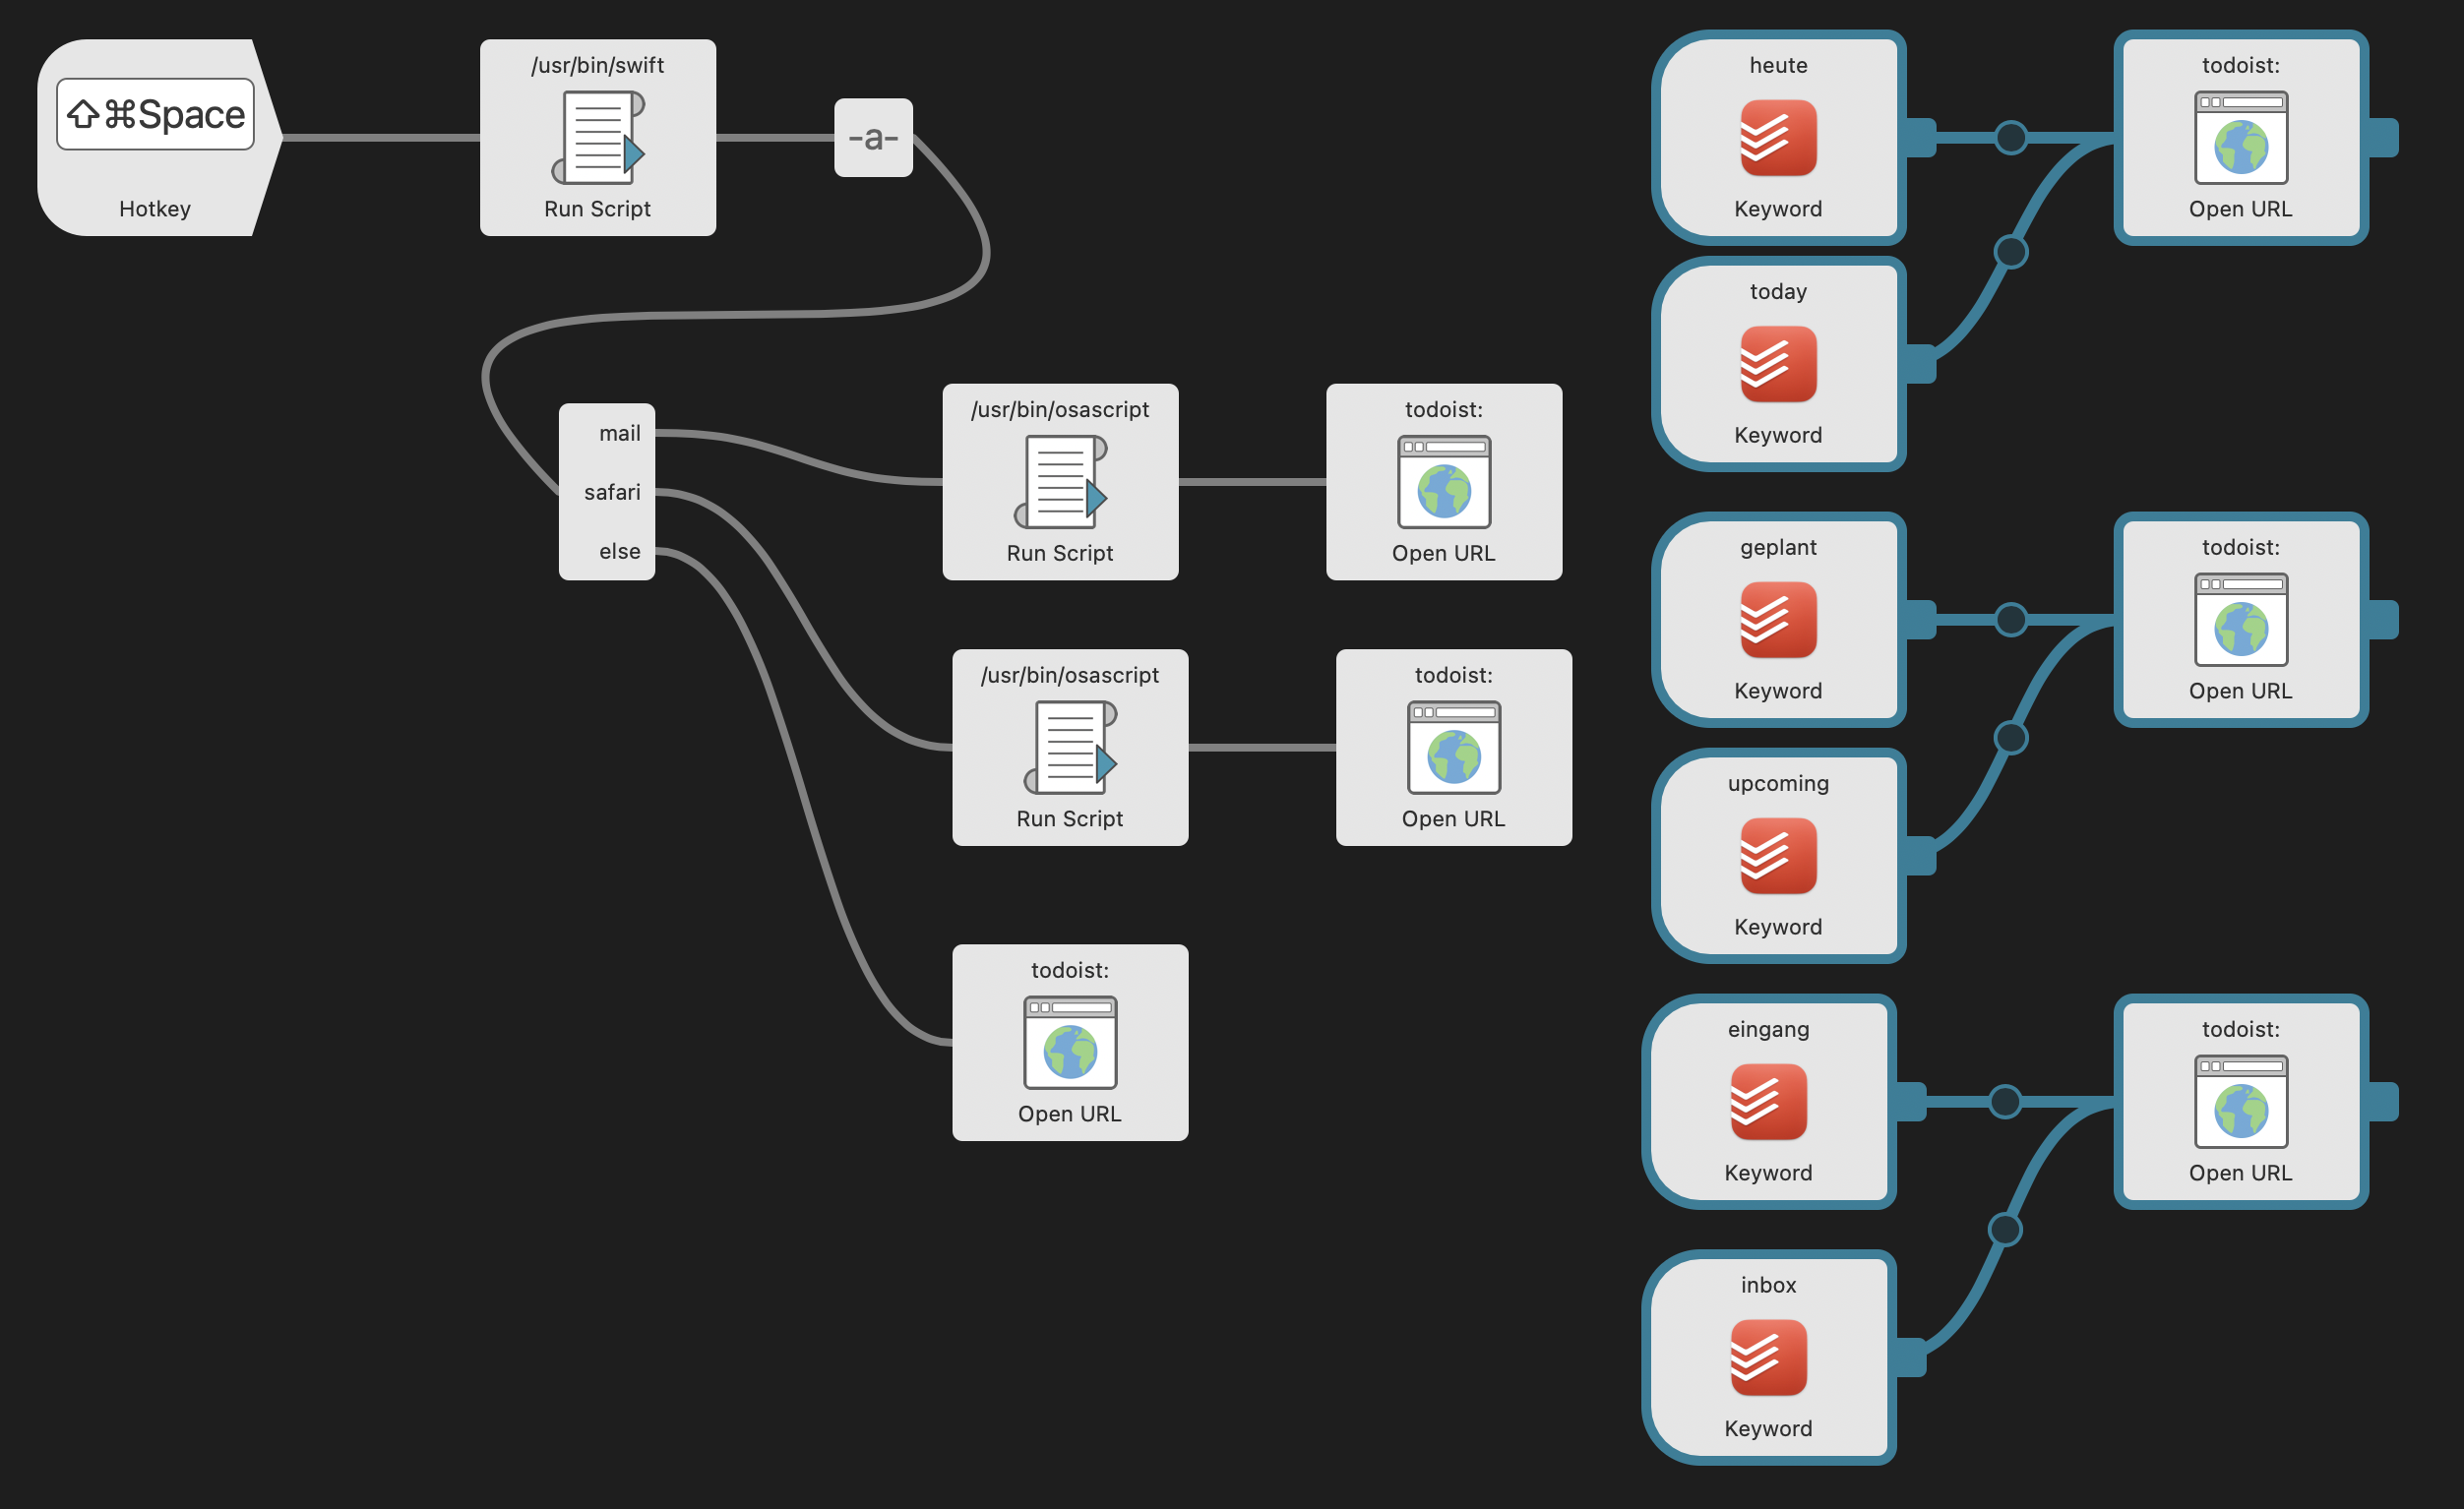 ⇧⌘Space
Hotkey
/usr/bin/swift
Run Script
-a-
mail
safari
else
/usr/bin/osascript
Run Script
todoist:
Open URL
/usr/bin/osascript
Run Script
todoist:
Open URL
todoist:
Open URL
heute
Keyword
todoist:
Open URL
today
Keyword
geplant
Keyword
todoist:
Open URL
upcoming
Keyword
eingang
Keyword
todoist:
Open URL
inbox
Keyword